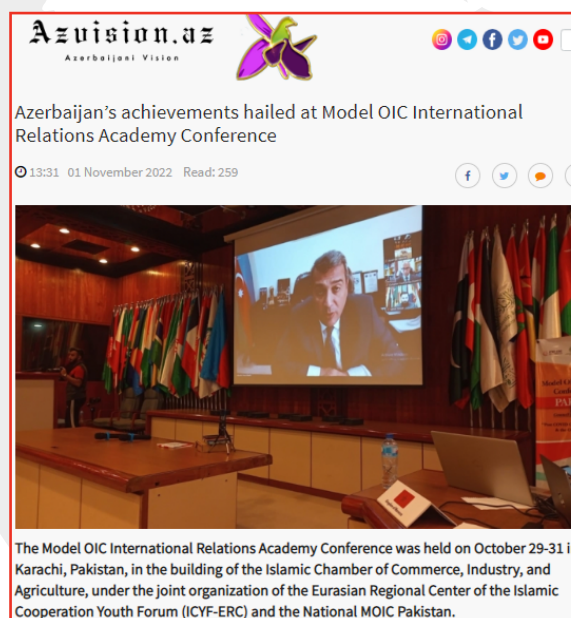 Azvision.az
Azerbaijani Vision
Azerbaijan's achievements hailed at Model OIC International
Relations Academy Conference
13:31 01 November 2022 Read: 259
The Model OIC International Relations Academy Conference was held on October 29-31 i
Karachi, Pakistan, in the building of the Islamic Chamber of Commerce, Industry, and
Agriculture, under the joint organization of the Eurasian Regional Center of the Islamic
Cooperation Youth Forum (ICYF-ERC) and the National MOIC Pakistan.